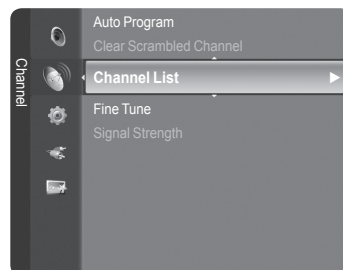 Channel
Auto Program
Clear Scrambled Channel
Channel List
Fine Tune
Signal Strength